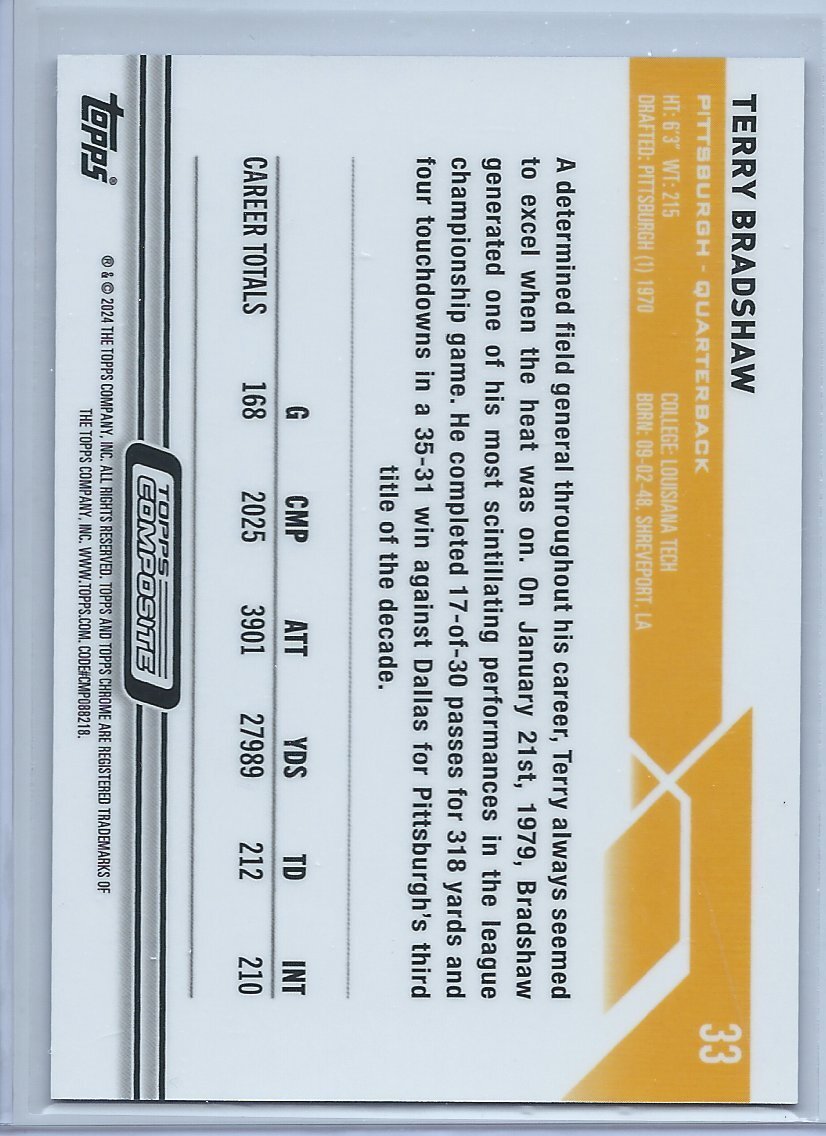 TERRY BRADSHAW
33
PITTSBURGH - QUARTERBACK
HT: 6'3" WT: 215 COLLEGE: LOUISIANA TECH
DRAFTED: PITTSBURGH (1) 1970 BORN: 09-02-48, SHREVEPORT, LA
A determined field general throughout his career, Terry always seemed
to excel when the heat was on. On January 21st, 1979, Bradshaw
generated one of his most scintillating performances in the league
championship game. He completed 17-of-30 passes for 318 yards and
four touchdowns in a 35-31 win against Dallas for Pittsburgh's third
title of the decade.
G CMP ATT YDS TD INT
CAREER TOTALS 168 2025 3901 27989 212 210
TOPPS
COMPOSITE
topps®
® & © 2024 THE TOPPS COMPANY, INC. ALL RIGHTS RESERVED. TOPPS AND TOPPS CHROME ARE REGISTERED TRADEMARKS OF
THE TOPPS COMPANY, INC. WWW.TOPPS.COM. CODE#CMP088218.